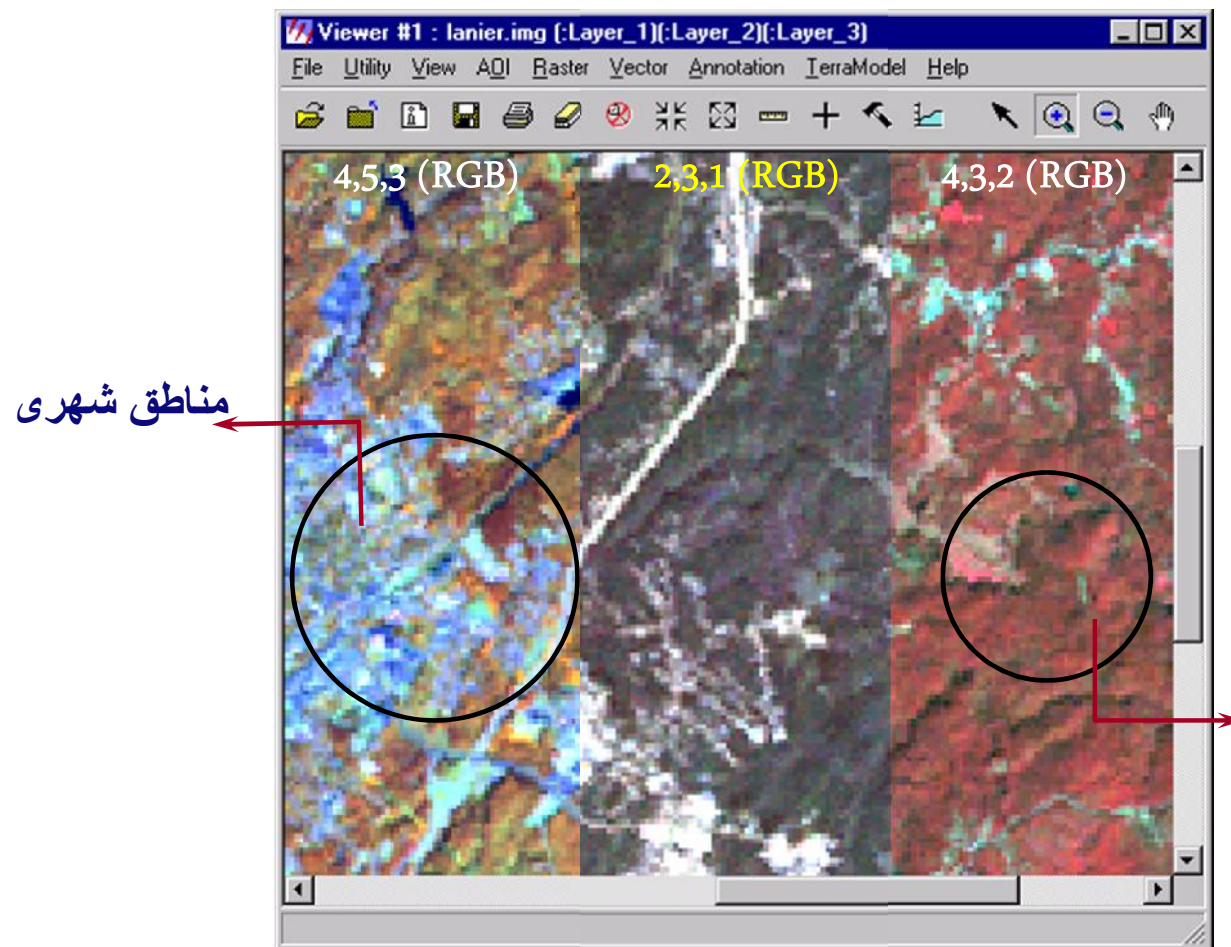 Viewer #1 : lanier.img (:Layer_1)(:Layer_2)(:Layer_3)
File Utility View AOI Raster Vector Annotation TerraModel Help
4,5,3 (RGB) 2,3,1 (RGB) 4,3,2 (RGB)
مناطق شهری